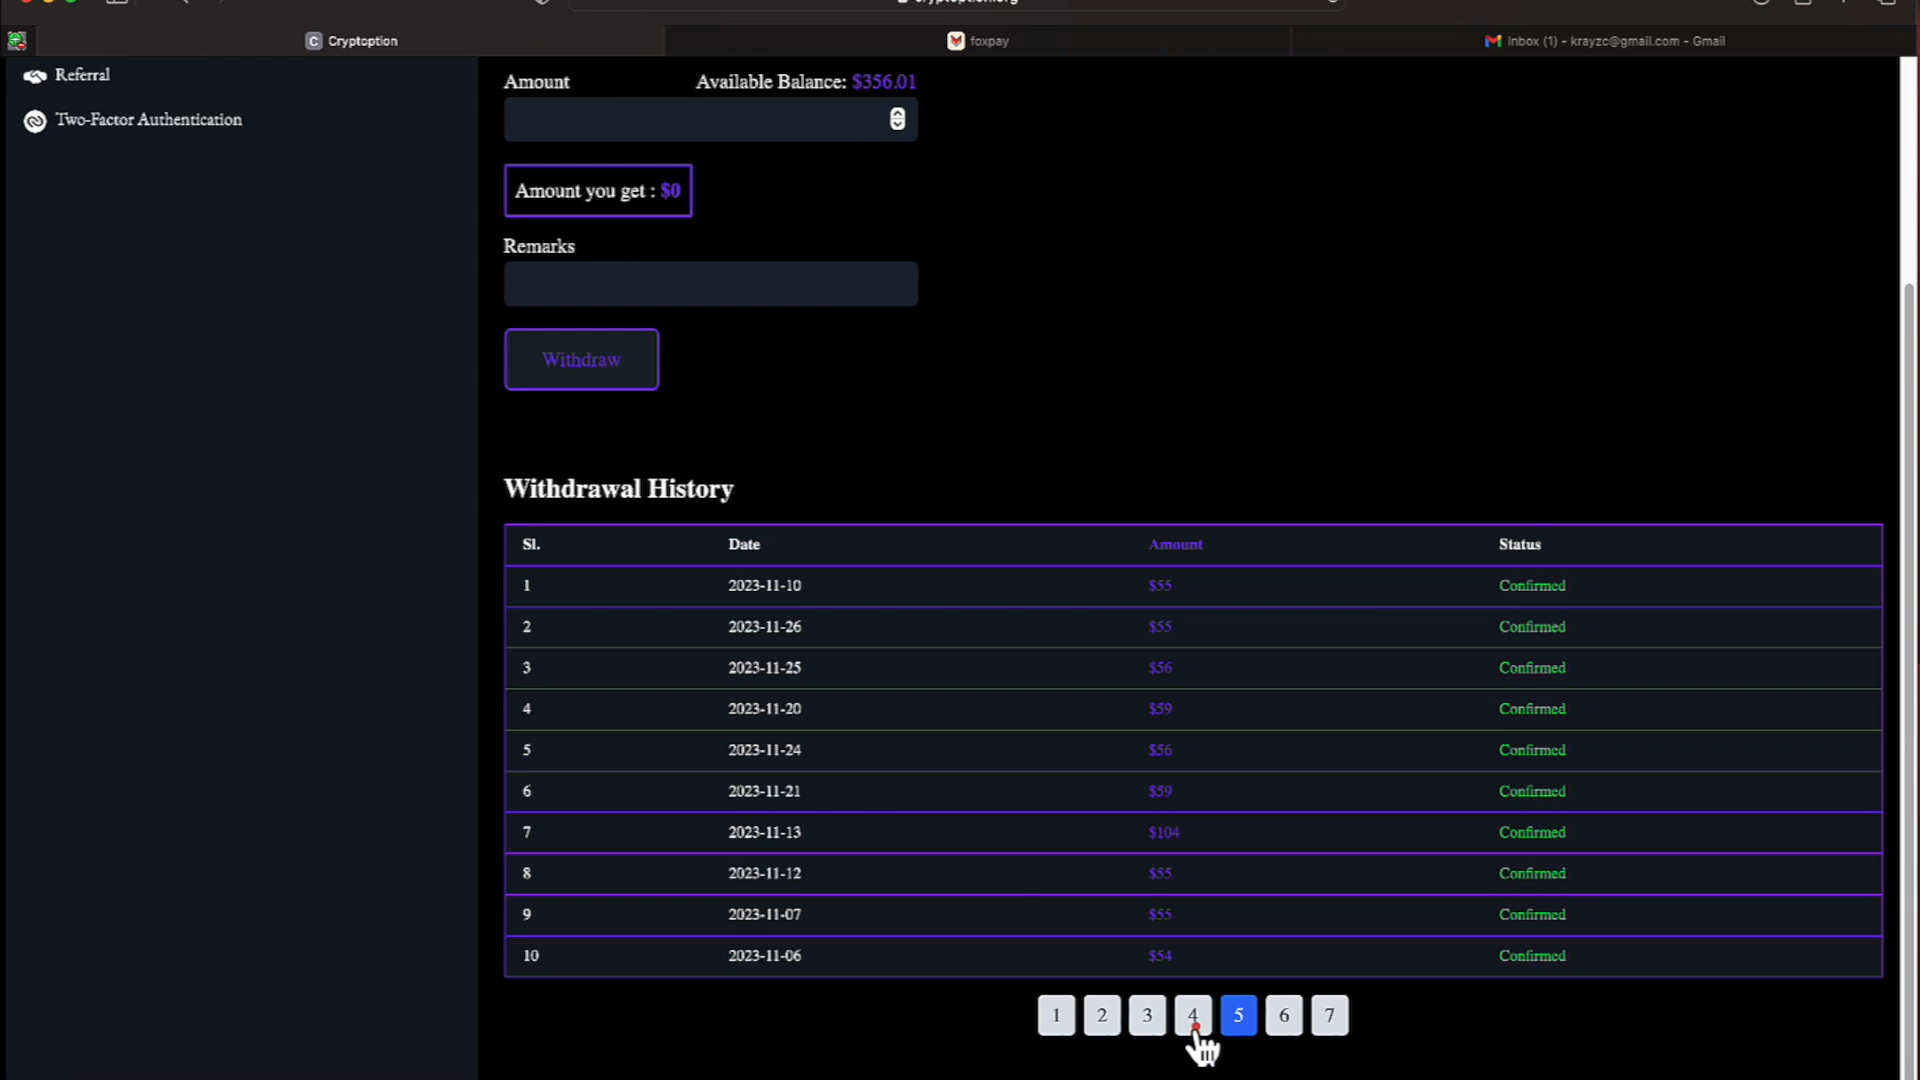 Cryptoption
foxpay
Inbox (1) - krayzc@gmail.com - Gmail
Referral
Two-Factor Authentication
Amount Available Balance: $356.01
Amount you get : $0
Remarks
Withdraw
Withdrawal History
Sl. Date Amount Status
1 2023-11-10 $55 Confirmed
2 2023-11-26 $55 Confirmed
3 2023-11-25 $56 Confirmed
4 2023-11-20 $59 Confirmed
5 2023-11-24 $56 Confirmed
6 2023-11-21 $59 Confirmed
7 2023-11-13 $104 Confirmed
8 2023-11-12 $55 Confirmed
9 2023-11-07 $55 Confirmed
10 2023-11-06 $54 Confirmed
1 2 3 4 5 6 7